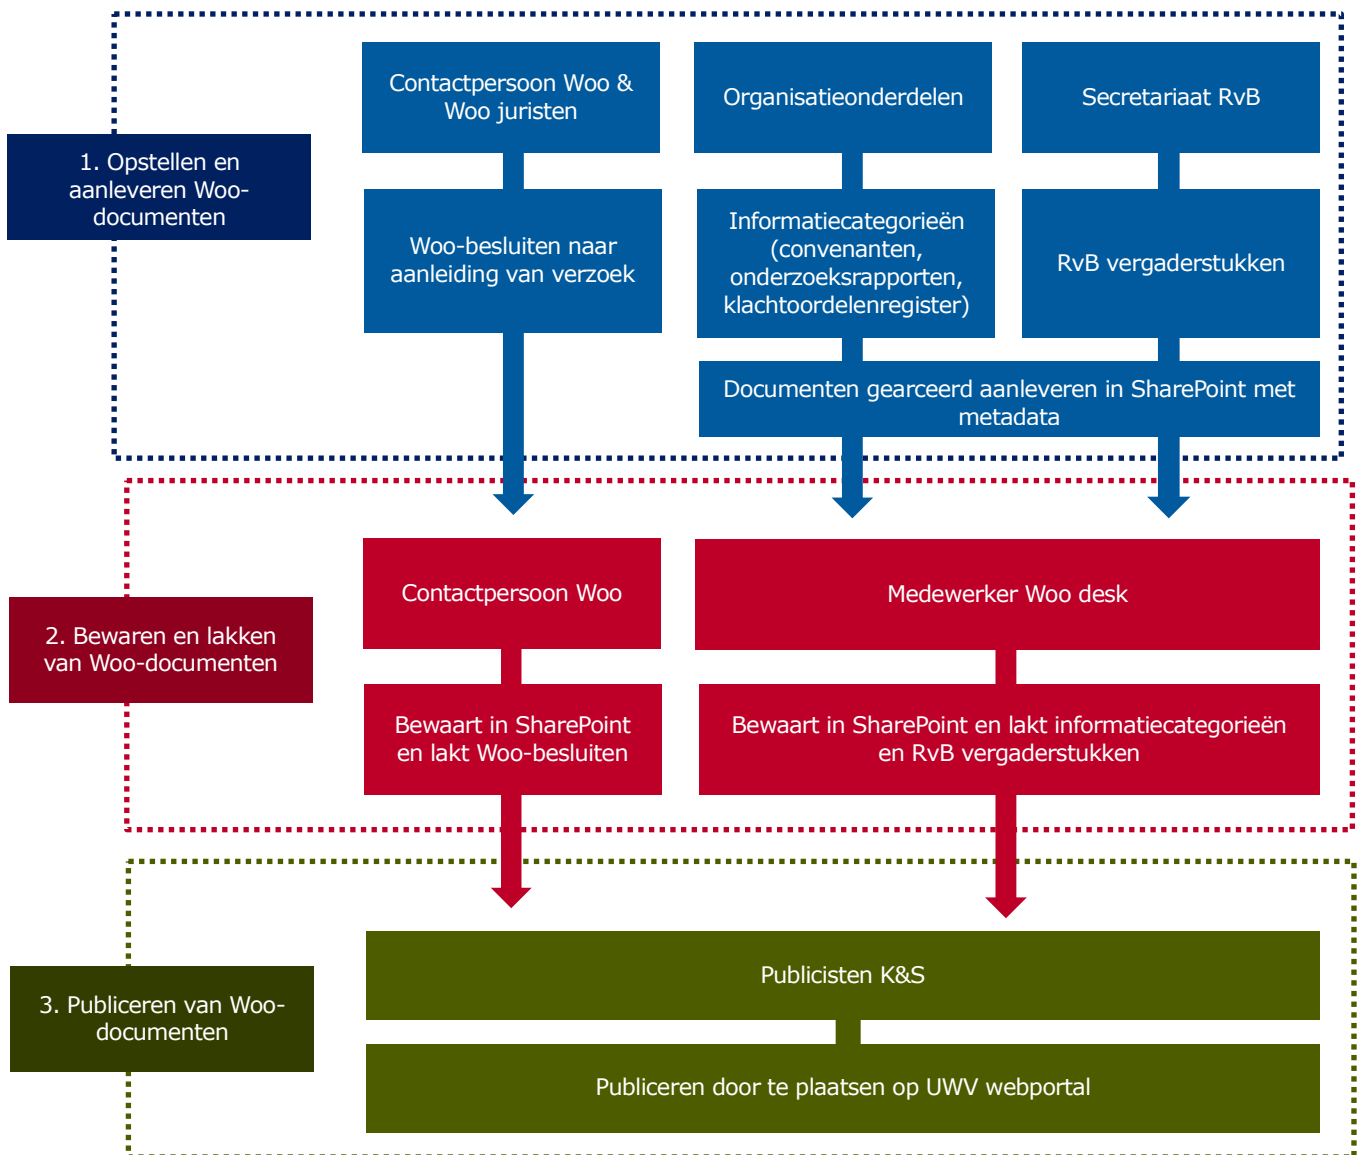 Contactpersoon Woo &
Woo juristen
Organisatieonderdelen
Secretariaat RvB
1. Opstellen en
aanleveren Woo-
documenten
Woo-besluiten naar
aanleiding van verzoek
Informatiecategorieën
(convenanten,
onderzoeksrapporten,
klachtoordelenregister)
RvB vergaderstukken
Documenten gearceerd aanleveren in SharePoint met
metadata
2. Bewaren en lakken
van Woo-documenten
Contactpersoon Woo
Medewerker Woo desk
Bewaart in SharePoint
en lakt Woo-besluiten
Bewaart in SharePoint en lakt informatiecategorieën
en RvB vergaderstukken
3. Publiceren van Woo-
documenten
Publicisten K&S
Publiceren door te plaatsen op UWV webportal